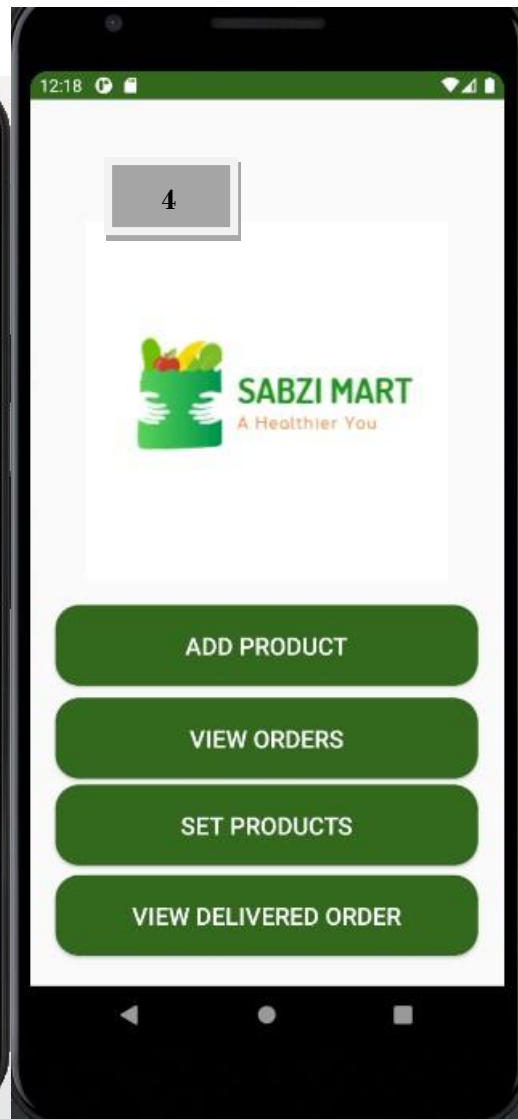 12:18
4
SABZI MART
A Healthier You
ADD PRODUCT
VIEW ORDERS
SET PRODUCTS
VIEW DELIVERED ORDER